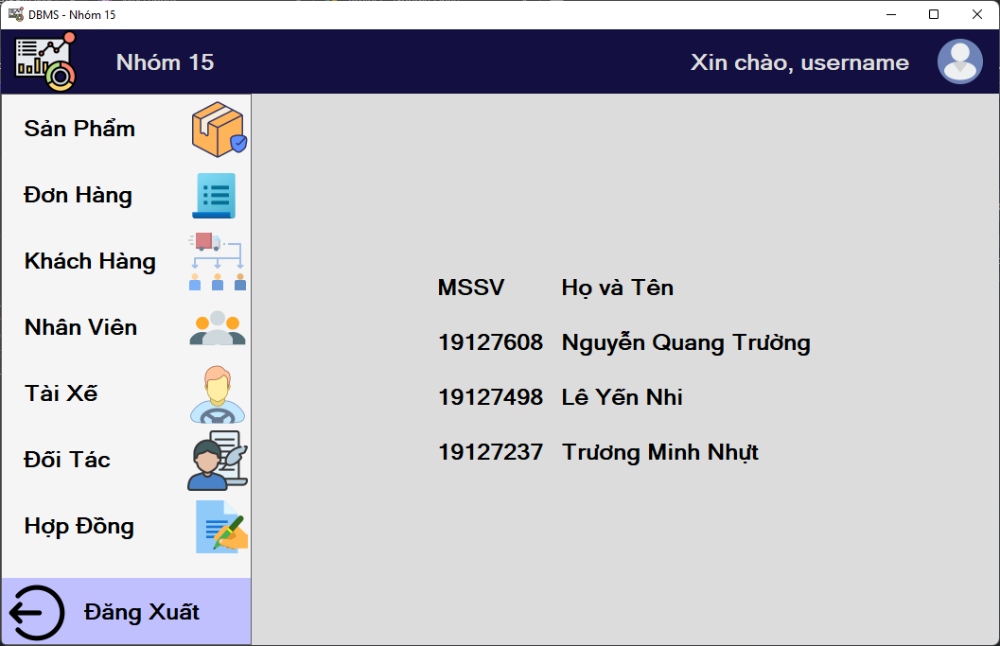 DBMS - Nhóm 15
Nhóm 15
Xin chào, username
Sản Phẩm
Đơn Hàng
Khách Hàng
Nhân Viên
Tài Xế
Đối Tác
Hợp Đồng
Đăng Xuất
MSSV Họ và Tên
19127608 Nguyễn Quang Trường
19127498 Lê Yến Nhi
19127237 Trương Minh Nhựt